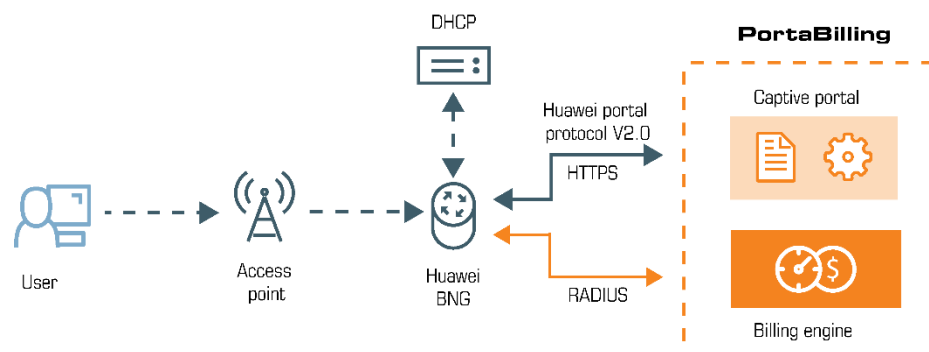 DHCP
PortaBilling
Captive portal
Huawei portal
protocol V2.0
HTTPS
User
Access
point
Huawei
BNG
RADIUS
$
Billing engine